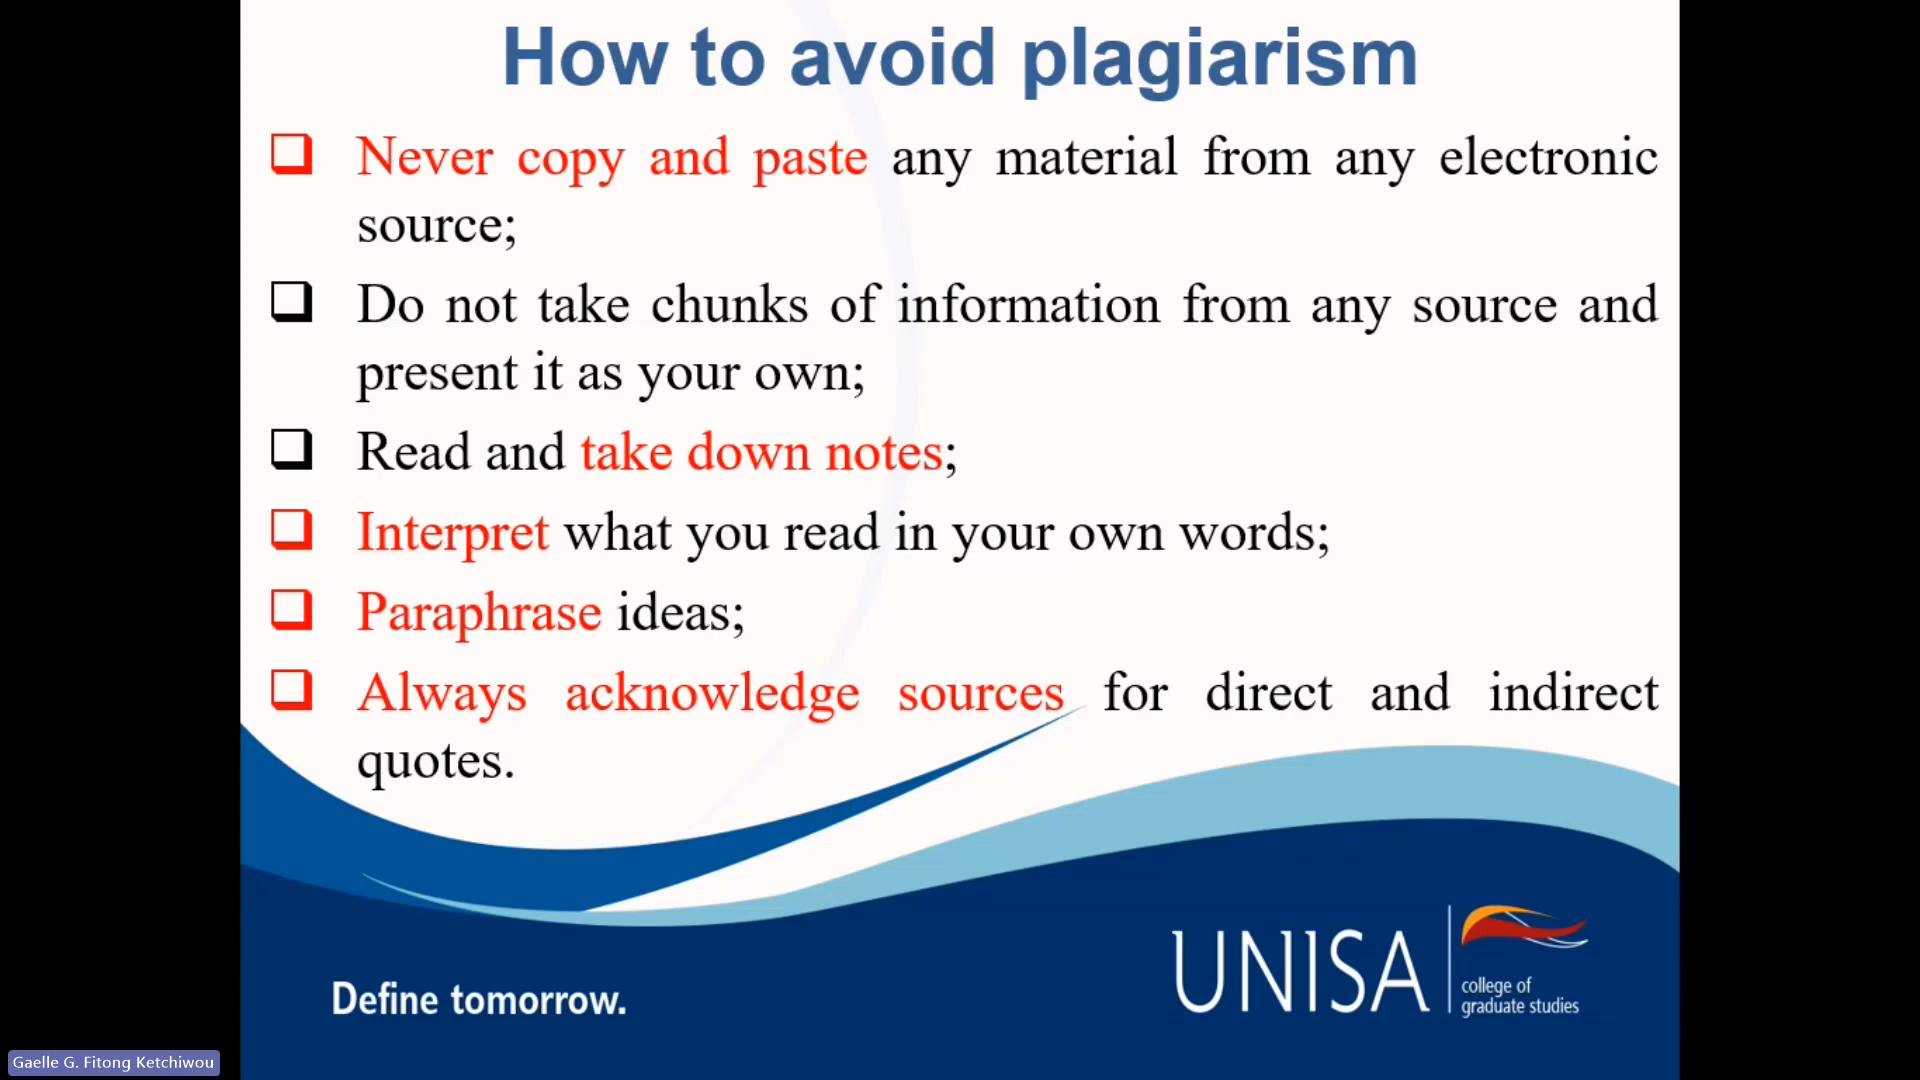 How to avoid plagiarism
Never copy and paste any material from any electronic
source;
Do not take chunks of information from any source and
present it as your own;
Read and take down notes;
Interpret what you read in your own words;
Paraphrase ideas;
Always acknowledge sources for direct and indirect
quotes.
Define tomorrow.
UNISA
college of
graduate studies
Gaelle G. Fitong Ketchiwou